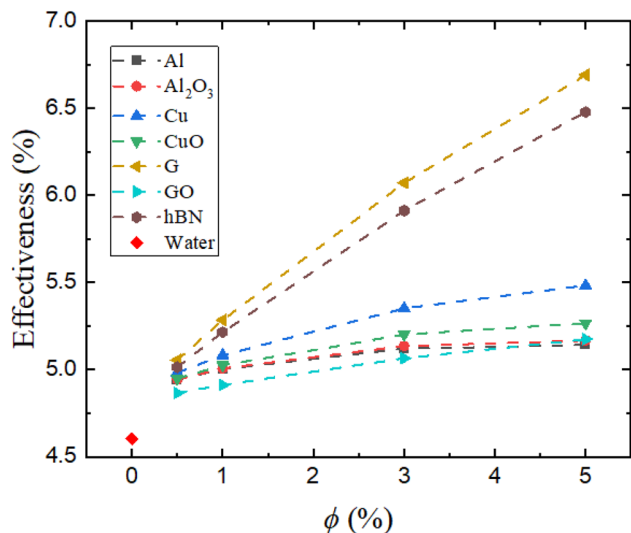 7.0
6.5
6.0
5.5
5.0
4.5
Effectiveness (%)
Al
Al₂O₃
Cu
CuO
G
GO
hBN
Water
0 1 2 3 4 5
ϕ (%)